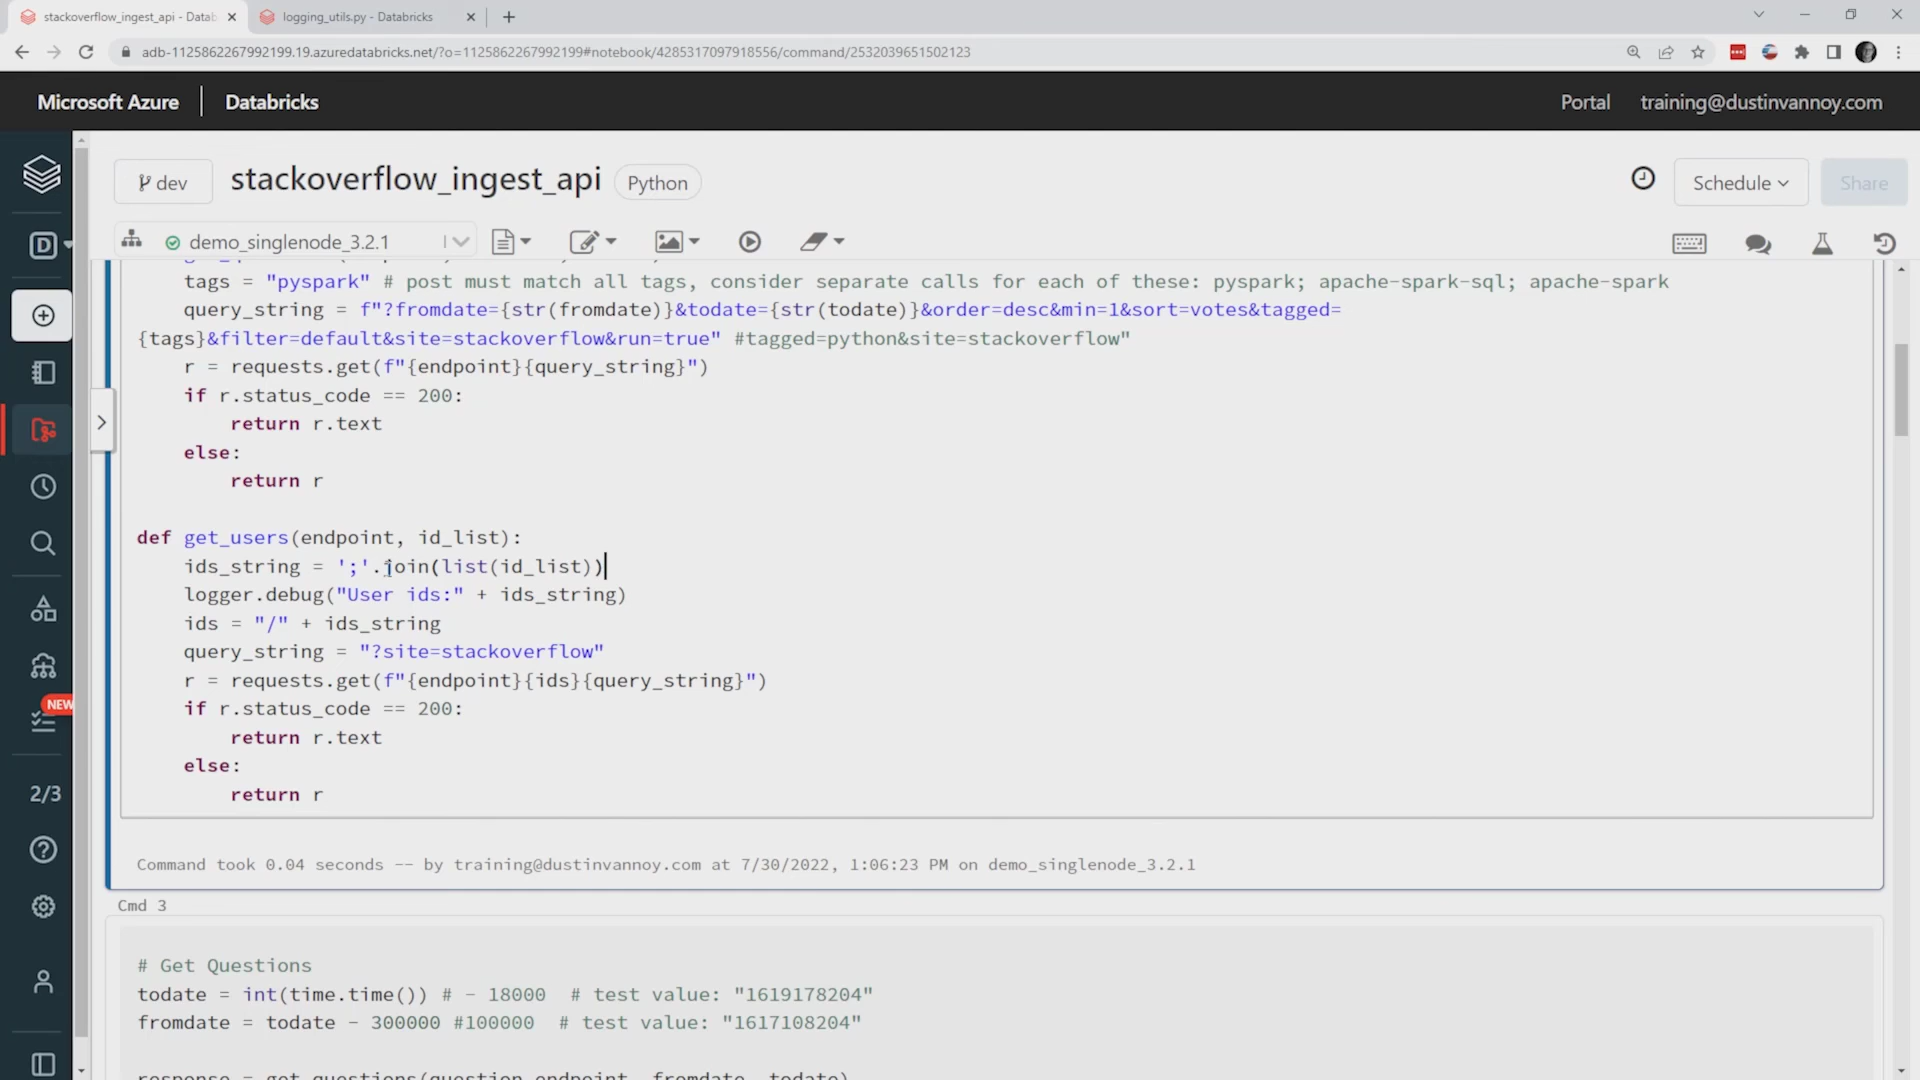 stackoverflow_ingest_api - Datab
logging_utils.py - Databricks
adb-1125862267992199.19.azuredatabricks.net/?o=1125862267992199#notebook/4285317097918556/command/2532039651502123
Microsoft Azure
Databricks
Portal
training@dustinvannoy.com
dev
stackoverflow_ingest_api
Python
Schedule
Share
demo_singlenode_3.2.1
tags = "pyspark" # post must match all tags, consider separate calls for each of these: pyspark; apache-spark-sql; apache-spark
query_string = f"?fromdate={str(fromdate)}&todate={str(todate)}&order=desc&min=1&sort=votes&tagged=
{tags}&filter=default&site=stackoverflow&run=true" #tagged=python&site=stackoverflow"
r = requests.get(f"{endpoint}{query_string}")
if r.status_code == 200:
return r.text
else:
return r
def get_users(endpoint, id_list):
ids_string = ';'.join(list(id_list))
logger.debug("User ids:" + ids_string)
ids = "/" + ids_string
query_string = "?site=stackoverflow"
r = requests.get(f"{endpoint}{ids}{query_string}")
if r.status_code == 200:
return r.text
else:
return r
NEW
2/3
Command took 0.04 seconds -- by training@dustinvannoy.com at 7/30/2022, 1:06:23 PM on demo_singlenode_3.2.1
Cmd 3
# Get Questions
todate = int(time.time()) # - 18000  # test value: "1619178204"
fromdate = todate - 300000 #100000  # test value: "1617108204"
response = get_questions(question_endpoint, fromdate, todate)